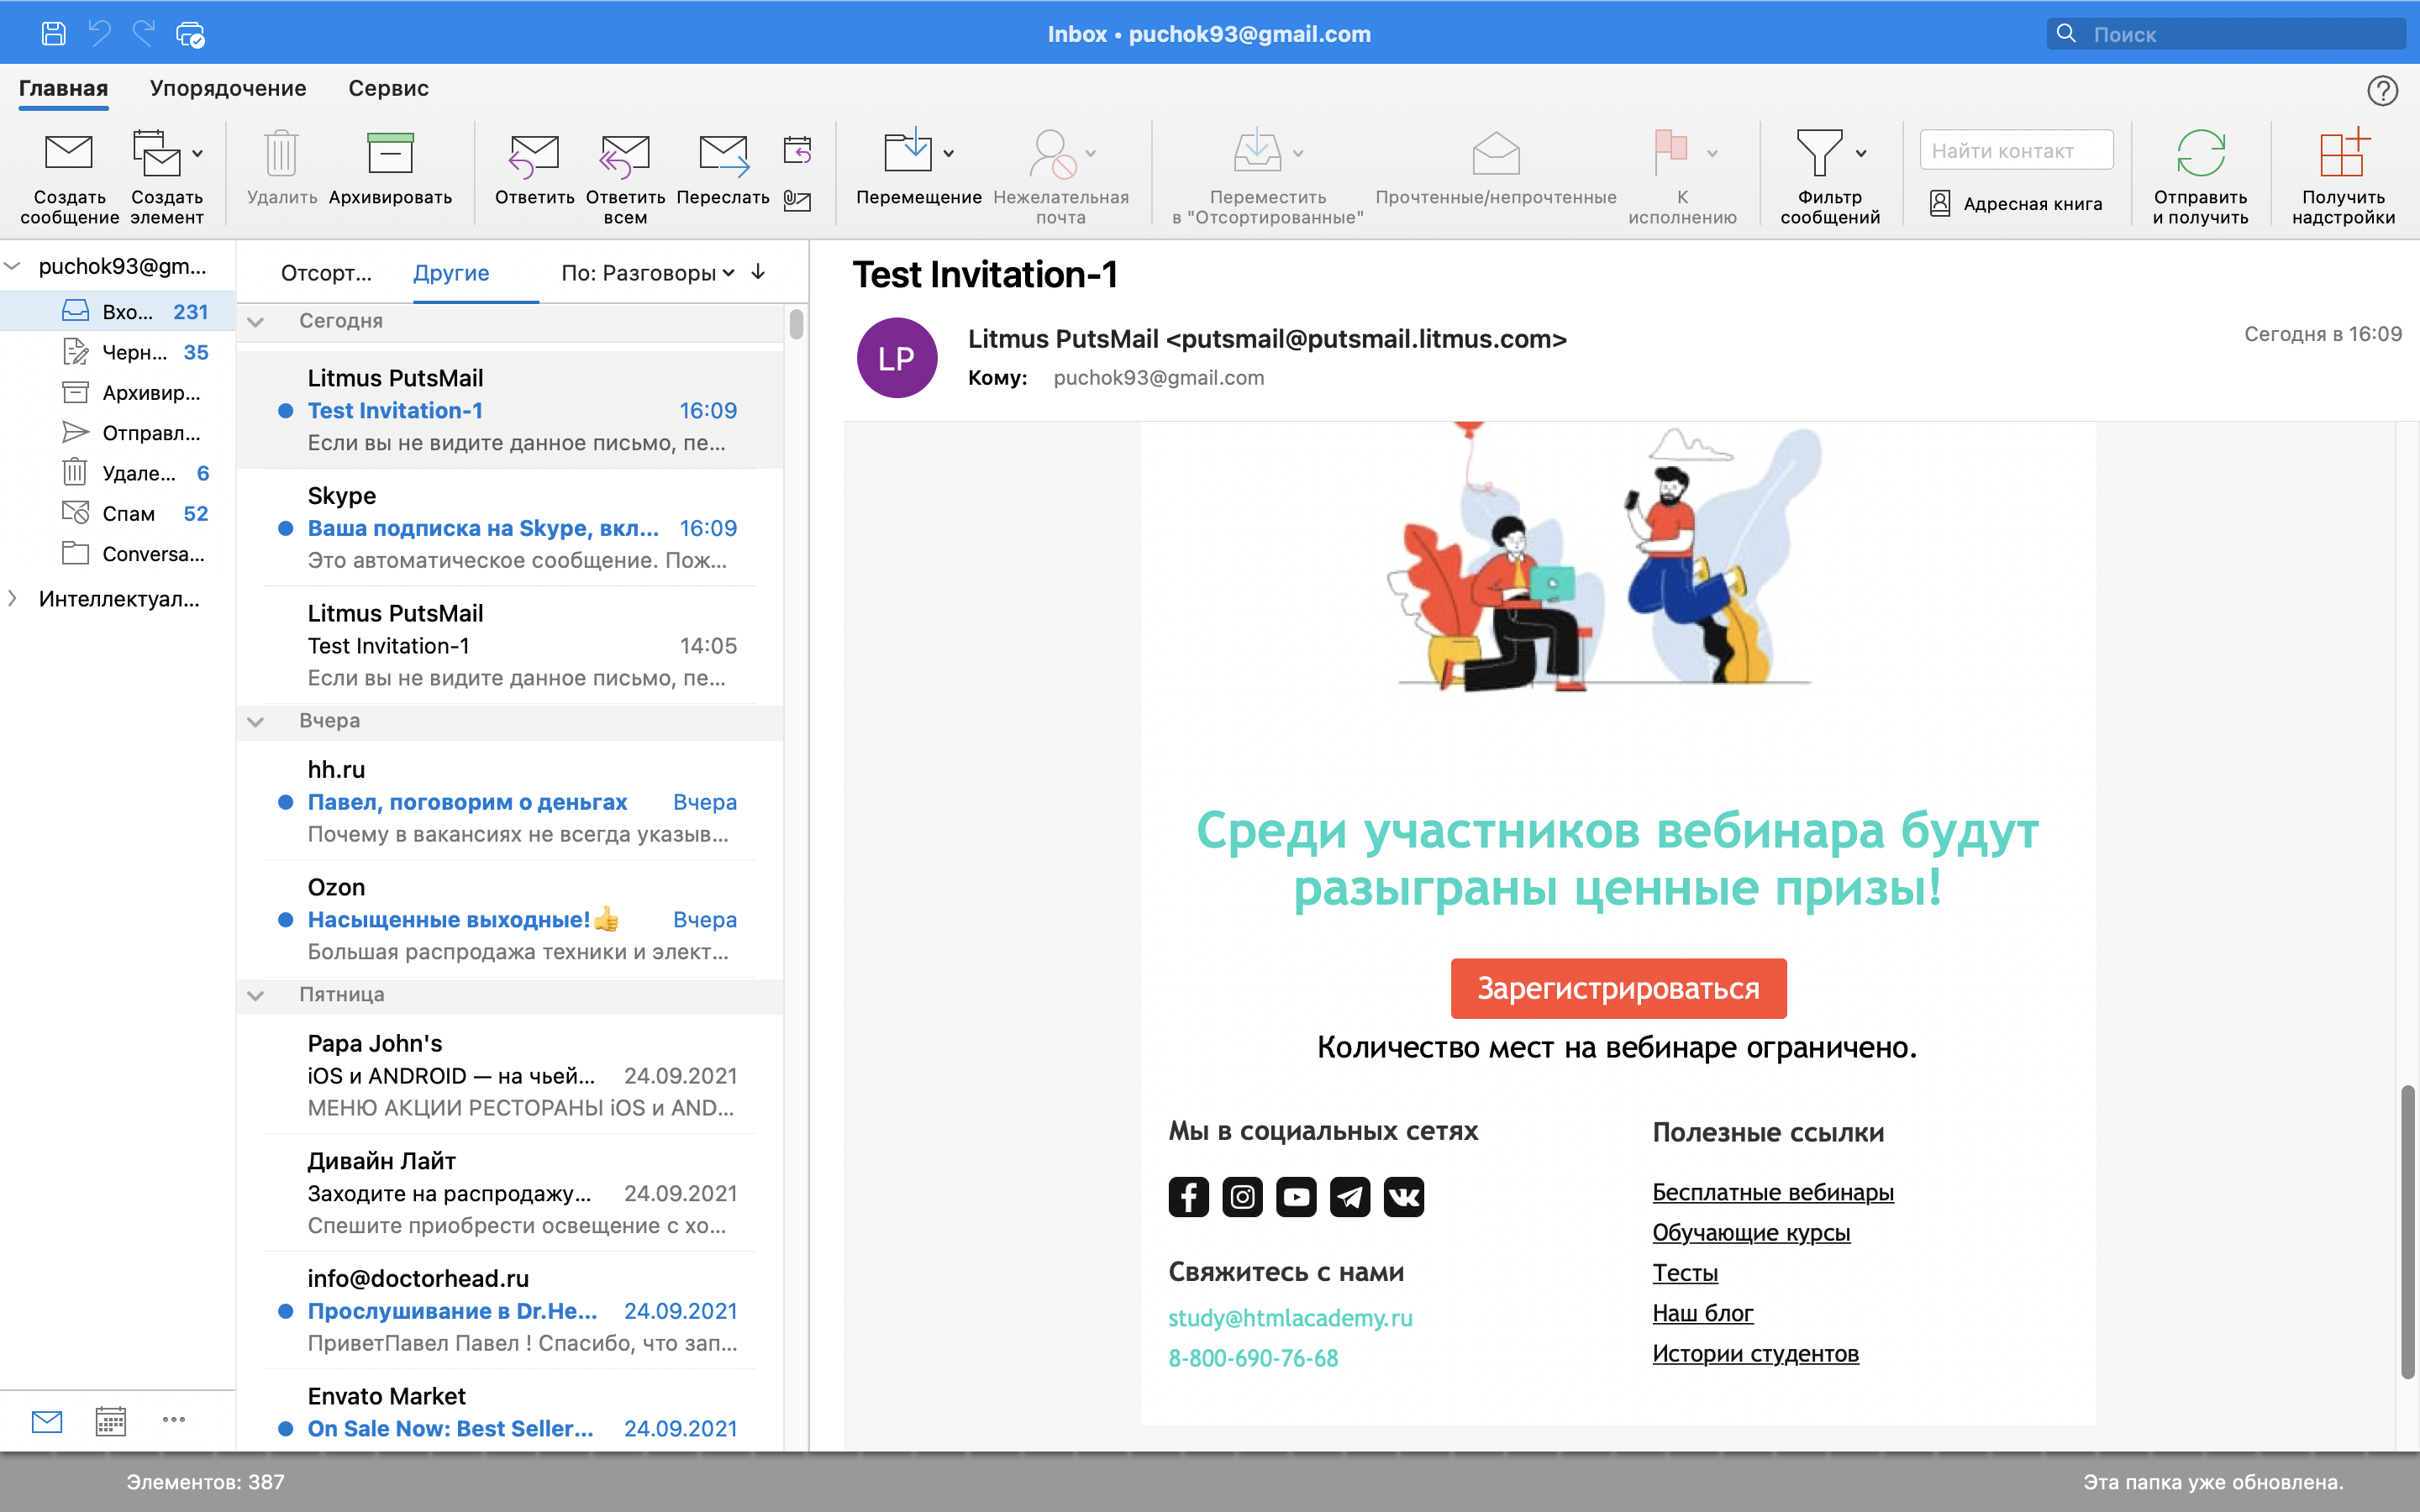 Inbox • puchok93@gmail.com
Поиск
Главная
Упорядочение
Сервис
Создать
сообщение
Создать
элемент
Удалить
Архивировать
Ответить
Ответить
всем
Переслать
Перемещение
Нежелательная
почта
Переместить
в "Отсортированные"
Прочтенные/непрочтенные
К
исполнению
Фильтр
сообщений
Найти контакт
Адресная книга
Отправить
и получить
Получить
надстройки
puchok93@gm...
Вхо... 231
Черн... 35
Архивир...
Отправл...
Удале... 6
Спам 52
Conversa...
Интеллектуал...
Отсорт...
Другие
По: Разговоры
Сегодня
Litmus PutsMail
Test Invitation-1 16:09
Если вы не видите данное письмо, пе...
Skype
Ваша подписка на Skype, вкл... 16:09
Это автоматическое сообщение. Пож...
Litmus PutsMail
Test Invitation-1 14:05
Если вы не видите данное письмо, пе...
Вчера
hh.ru
Павел, поговорим о деньгах Вчера
Почему в вакансиях не всегда указыв...
Ozon
Насыщенные выходные!👍 Вчера
Большая распродажа техники и элект...
Пятница
Papa John's
iOS и ANDROID — на чьей... 24.09.2021
МЕНЮ АКЦИИ РЕСТОРАНЫ iOS и AND...
Дивайн Лайт
Заходите на распродажу... 24.09.2021
Спешите приобрести освещение с хо...
info@doctorhead.ru
Прослушивание в Dr.He... 24.09.2021
ПриветПавел Павел ! Спасибо, что зап...
Envato Market
On Sale Now: Best Seller... 24.09.2021
Test Invitation-1
LP
Litmus PutsMail <putsmail@putsmail.litmus.com>
Сегодня в 16:09
Кому: puchok93@gmail.com
Среди участников вебинара будут
разыграны ценные призы!
Зарегистрироваться
Количество мест на вебинаре ограничено.
Мы в социальных сетях
Свяжитесь с нами
study@htmlacademy.ru
8-800-690-76-68
Полезные ссылки
Бесплатные вебинары
Обучающие курсы
Тесты
Наш блог
Истории студентов
Элементов: 387
Эта папка уже обновлена.